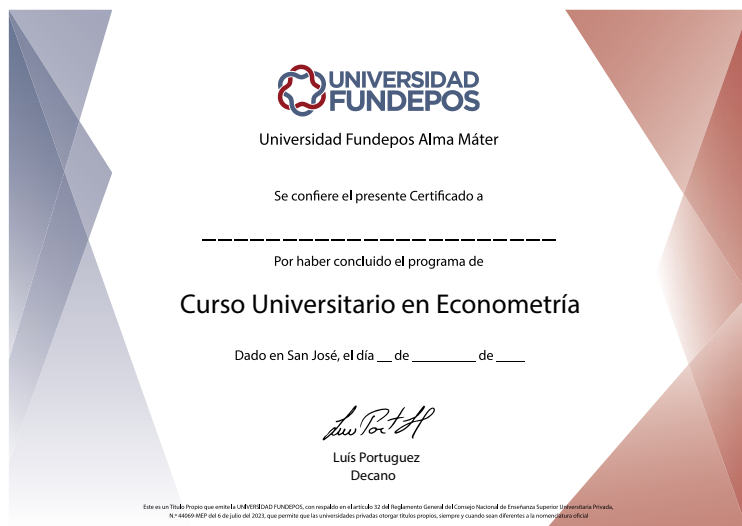 UNIVERSIDAD
FUNDEPOS
Universidad Fundepos Alma Máter
Se confiere el presente Certificado a
Por haber concluido el programa de
Curso Universitario en Econometría
Dado en San José, el día __ de ________ de ____
Luís Portuguez
Decano
Este es un Título Propio que emite la UNIVERSIDAD FUNDEPOS, con respaldo en el artículo 32 del Reglamento General del Consejo Nacional de Enseñanza Superior Universitaria Privada,
N.º 44069-MEP del 6 de julio del 2023, que permite que las universidades privadas otorgar títulos propios, siempre y cuando sean diferentes a la nomenclatura oficial